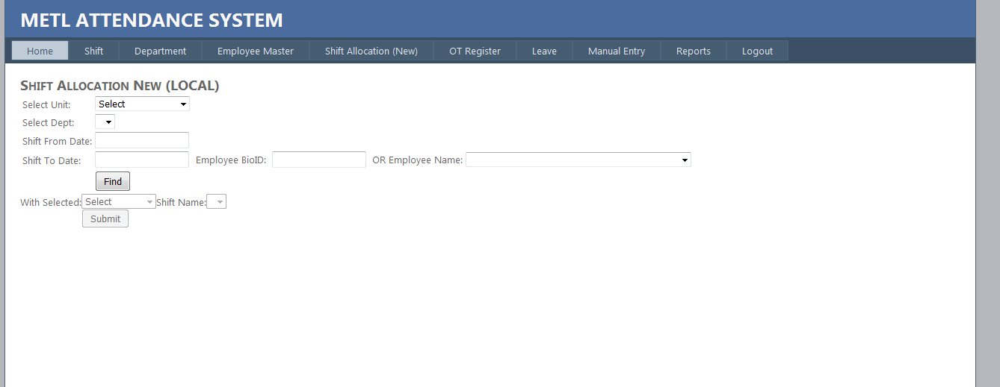 METL ATTENDANCE SYSTEM
Home Shift Department Employee Master Shift Allocation (New) OT Register Leave Manual Entry Reports Logout
Shift Allocation New (LOCAL)
Select Unit: Select
Select Dept:
Shift From Date:
Shift To Date: Employee BioID: OR Employee Name:
Find
With Selected: Select Shift Name:
Submit